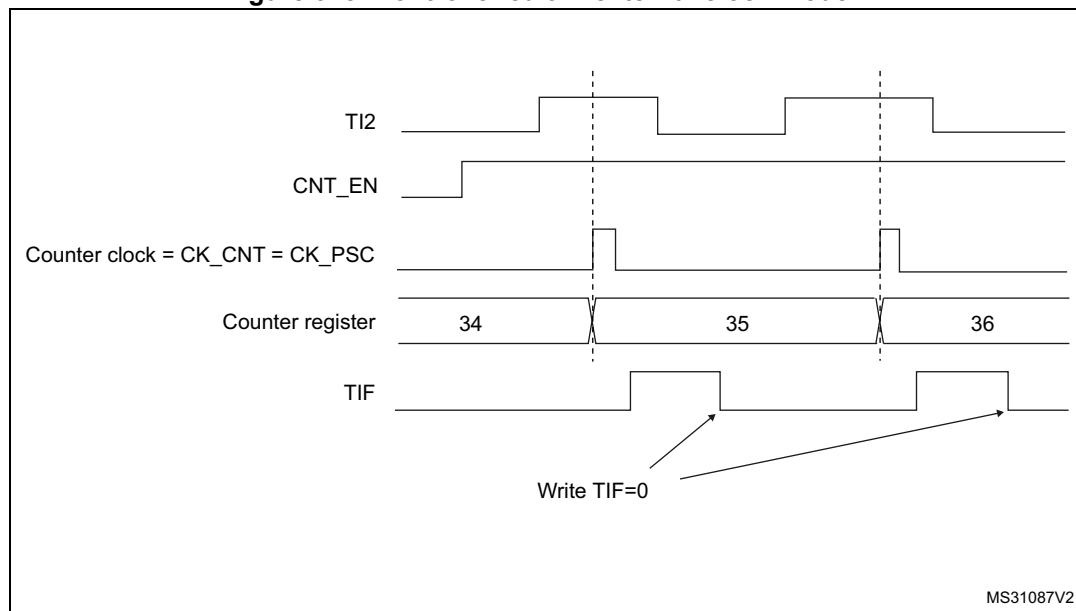 TI2
CNT_EN
Counter clock = CK_CNT = CK_PSC
Counter register
34
35
36
TIF
Write TIF=0
MS31087V2